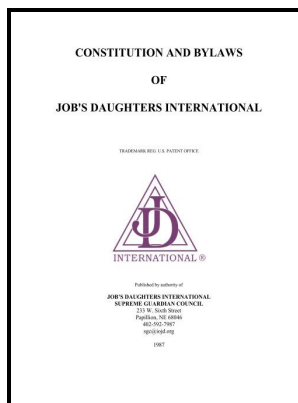 CONSTITUTION AND BYLAWS
OF
JOB'S DAUGHTERS INTERNATIONAL
TRADEMARK REG. U.S. PATENT OFFICE
JD
INTERNATIONAL ®
Published by authority of
JOB'S DAUGHTERS INTERNATIONAL
SUPREME GUARDIAN COUNCIL
233 W. Sixth Street
Papillion, NE 68046
402-592-7987
sgc@iojd.org
1987